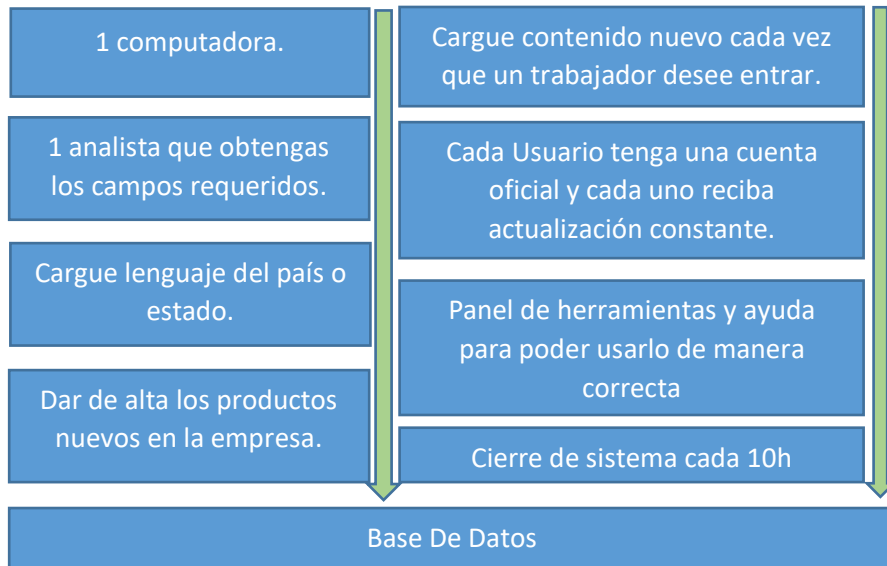 1 computadora.
1 analista que obtengas
los campos requeridos.
Cargue lenguaje del país o
estado.
Dar de alta los productos
nuevos en la empresa.
Cargue contenido nuevo cada vez
que un trabajador desee entrar.
Cada Usuario tenga una cuenta
oficial y cada uno reciba
actualización constante.
Panel de herramientas y ayuda
para poder usarlo de manera
correcta
Cierre de sistema cada 10h
Base De Datos